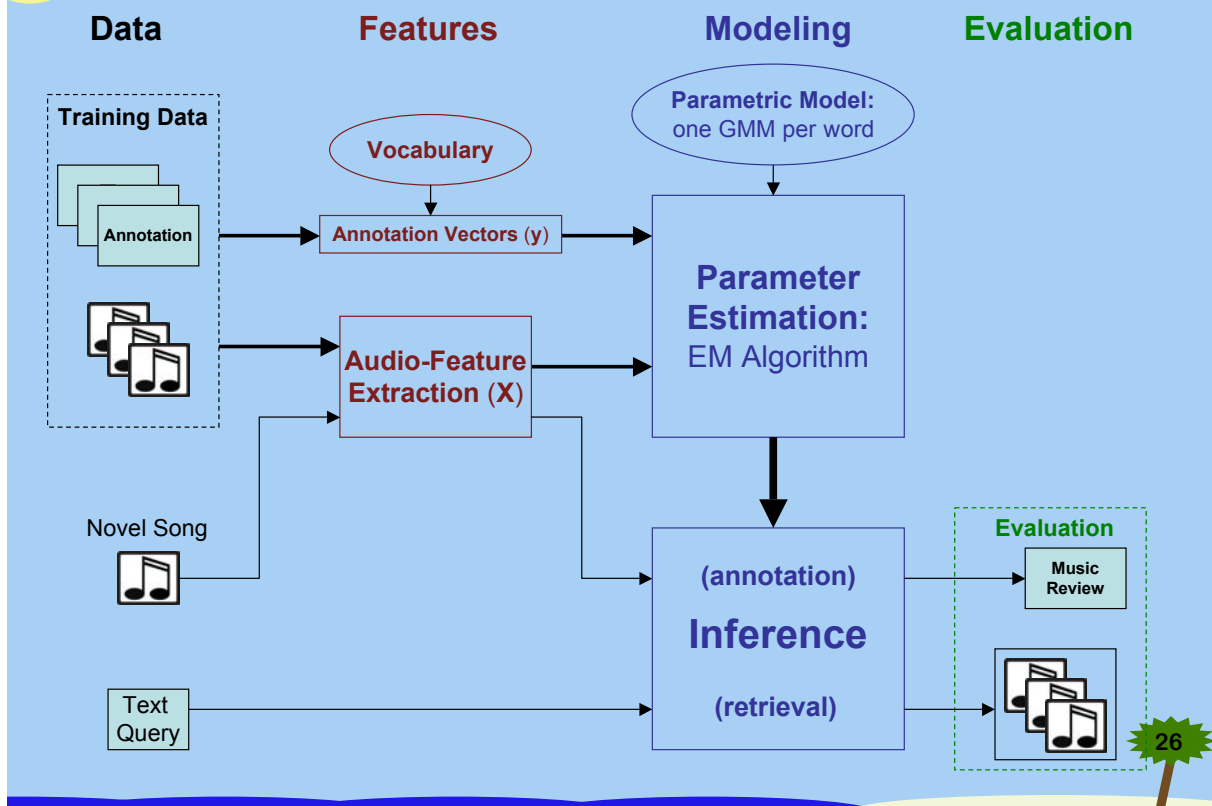 Data
Features
Modeling
Evaluation
Training Data
Annotation
Vocabulary
Annotation Vectors (y)
Parametric Model:
one GMM per word
Audio-Feature
Extraction (X)
Parameter
Estimation:
EM Algorithm
Novel Song
Text
Query
(annotation)
Inference
(retrieval)
Evaluation
Music
Review
26